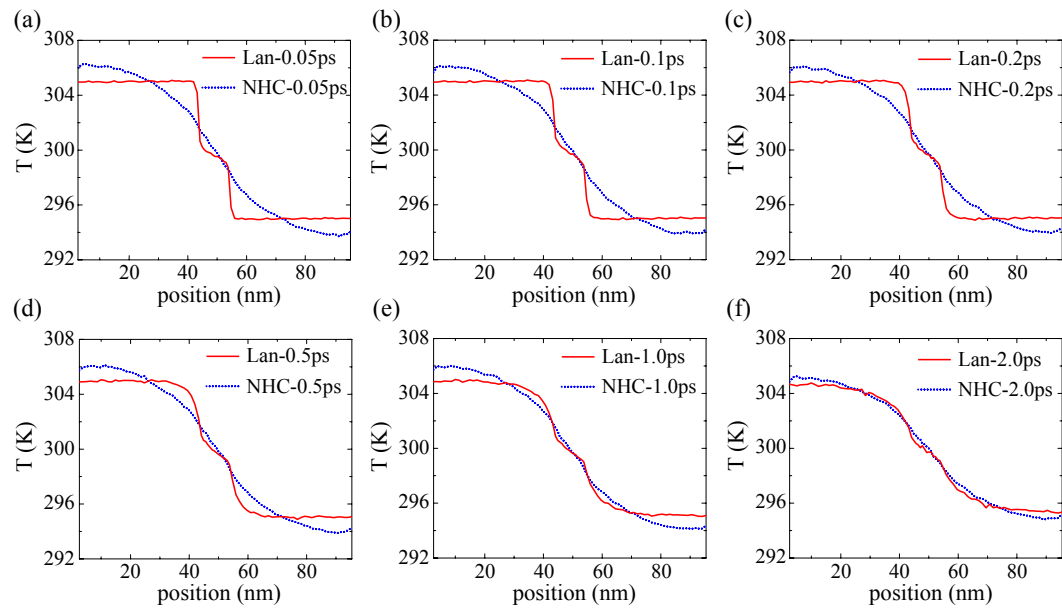 (a)
308
304
300
296
292
T (K)
Lan-0.05ps
NHC-0.05ps
20 40 60 80
position (nm)
(b)
308
304
300
296
292
T (K)
Lan-0.1ps
NHC-0.1ps
20 40 60 80
position (nm)
(c)
308
304
300
296
292
T (K)
Lan-0.2ps
NHC-0.2ps
20 40 60 80
position (nm)
(d)
308
304
300
296
292
T (K)
Lan-0.5ps
NHC-0.5ps
20 40 60 80
position (nm)
(e)
308
304
300
296
292
T (K)
Lan-1.0ps
NHC-1.0ps
20 40 60 80
position (nm)
(f)
308
304
300
296
292
T (K)
Lan-2.0ps
NHC-2.0ps
20 40 60 80
position (nm)